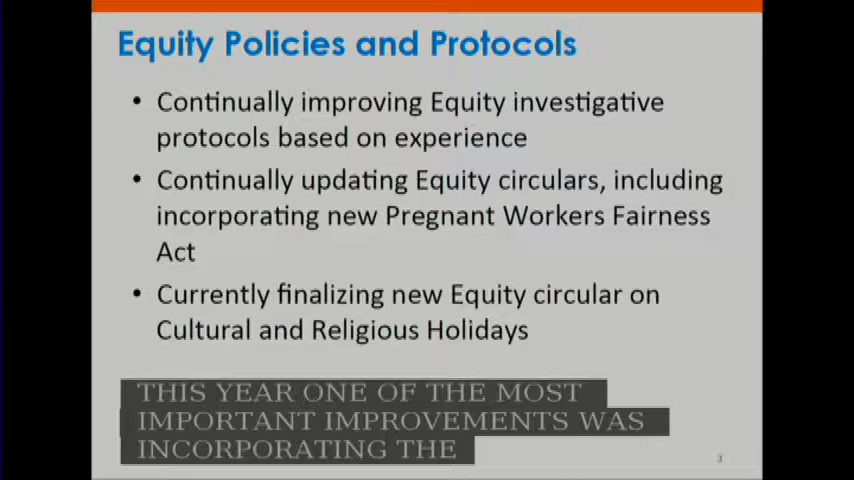 Equity Policies and Protocols
• Continually improving Equity investigative
protocols based on experience
• Continually updating Equity circulars, including
incorporating new Pregnant Workers Fairness
Act
• Currently finalizing new Equity circular on
Cultural and Religious Holidays
THIS YEAR ONE OF THE MOST
IMPORTANT IMPROVEMENTS WAS
INCORPORATING THE
3